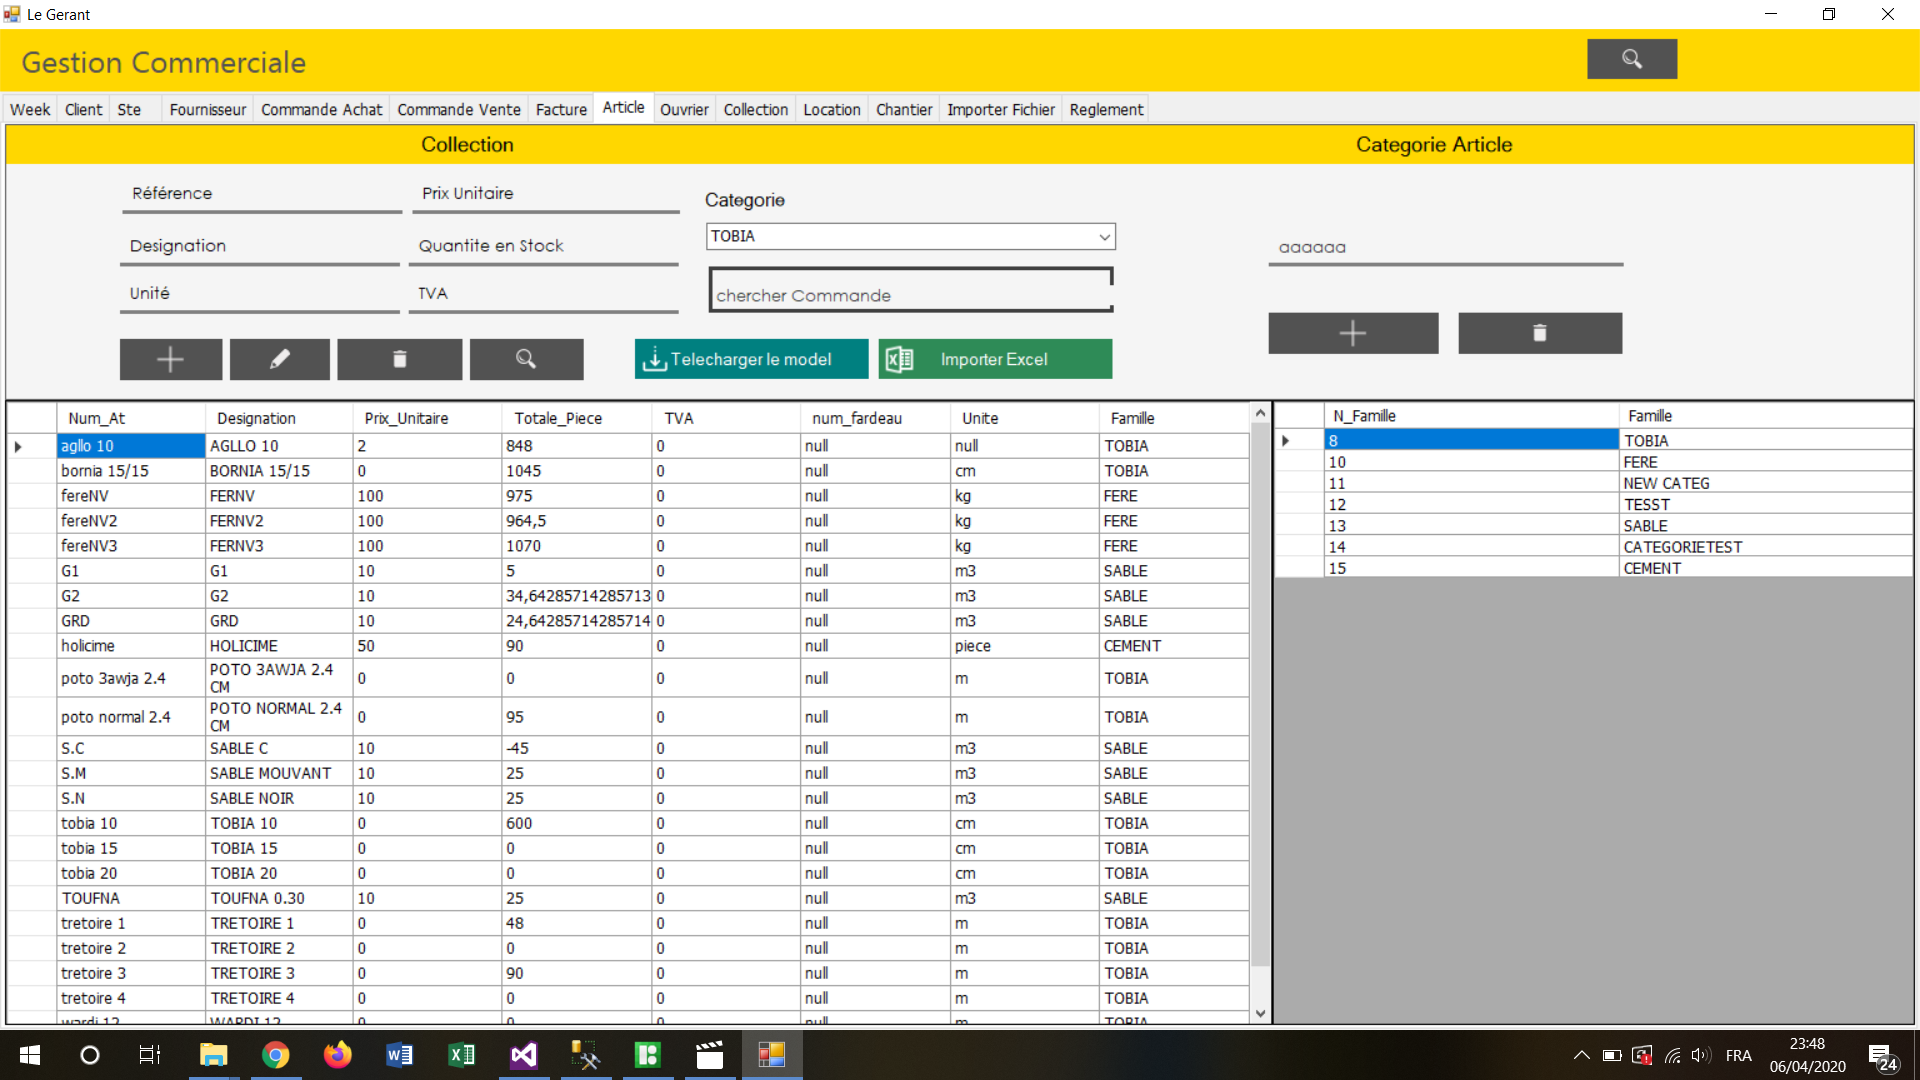 Le Gerant
Gestion Commerciale
Week Client Ste Fournisseur Commande Achat Commande Vente Facture Article Ouvrier Collection Location Chantier Importer Fichier Reglement
Collection
Categorie Article
Référence Prix Unitaire
Categorie
TOBIA
Designation Quantite en Stock
aaaaaa
Unité TVA
chercher Commande
Telecharger le model Importer Excel
Num_At Designation Prix_Unitaire Totale_Piece TVA num_fardeau Unite Famille
agllo 10 AGLLO 10 2 848 0 null null TOBIA
bornia 15/15 BORNIA 15/15 0 1045 0 null cm TOBIA
fereNV FERNV 100 975 0 null kg FERE
fereNV2 FERNV2 100 964,5 0 null kg FERE
fereNV3 FERNV3 100 1070 0 null kg FERE
G1 G1 10 5 0 null m3 SABLE
G2 G2 10 34,64285714285713 0 null m3 SABLE
GRD GRD 10 24,64285714285714 0 null m3 SABLE
holicime HOLICIME 50 90 0 null piece CEMENT
poto 3awja 2.4 POTO 3AWJA 2.4 CM 0 0 0 null m TOBIA
poto normal 2.4 POTO NORMAL 2.4 CM 0 95 0 null m TOBIA
S.C SABLE C 10 -45 0 null m3 SABLE
S.M SABLE MOUVANT 10 25 0 null m3 SABLE
S.N SABLE NOIR 10 25 0 null m3 SABLE
tobia 10 TOBIA 10 0 600 0 null cm TOBIA
tobia 15 TOBIA 15 0 0 0 null cm TOBIA
tobia 20 TOBIA 20 0 0 0 null cm TOBIA
TOUFNA TOUFNA 0.30 10 25 0 null m3 SABLE
tretoire 1 TRETOIRE 1 0 48 0 null m TOBIA
tretoire 2 TRETOIRE 2 0 0 0 null m TOBIA
tretoire 3 TRETOIRE 3 0 90 0 null m TOBIA
tretoire 4 TRETOIRE 4 0 0 0 null m TOBIA
wardi 12 WARDI 12 0 0 0 null m TOBIA
N_Famille Famille
8 TOBIA
10 FERE
11 NEW CATEG
12 TESST
13 SABLE
14 CATEGORIETEST
15 CEMENT
FRA
23:48
06/04/2020
24